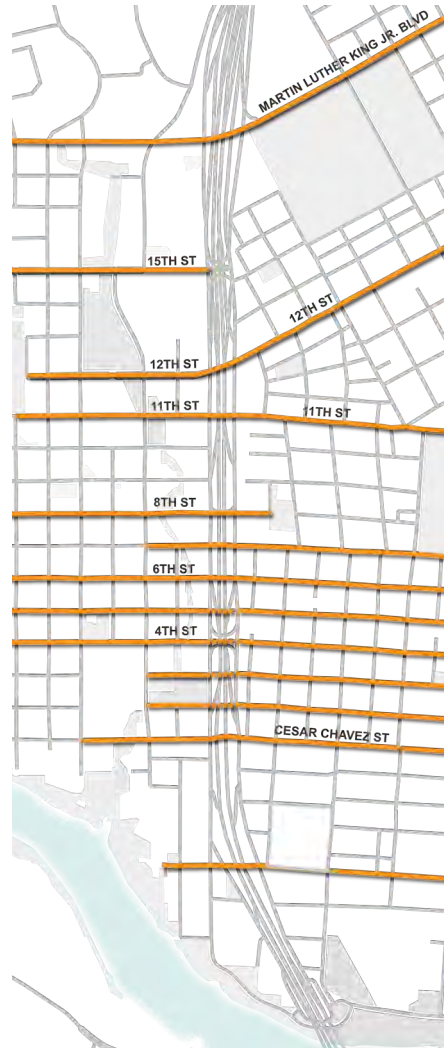 MARTIN LUTHER KING JR. BLVD
15TH ST
12TH ST
12TH ST
11TH ST
11TH ST
8TH ST
6TH ST
4TH ST
CESAR CHAVEZ ST